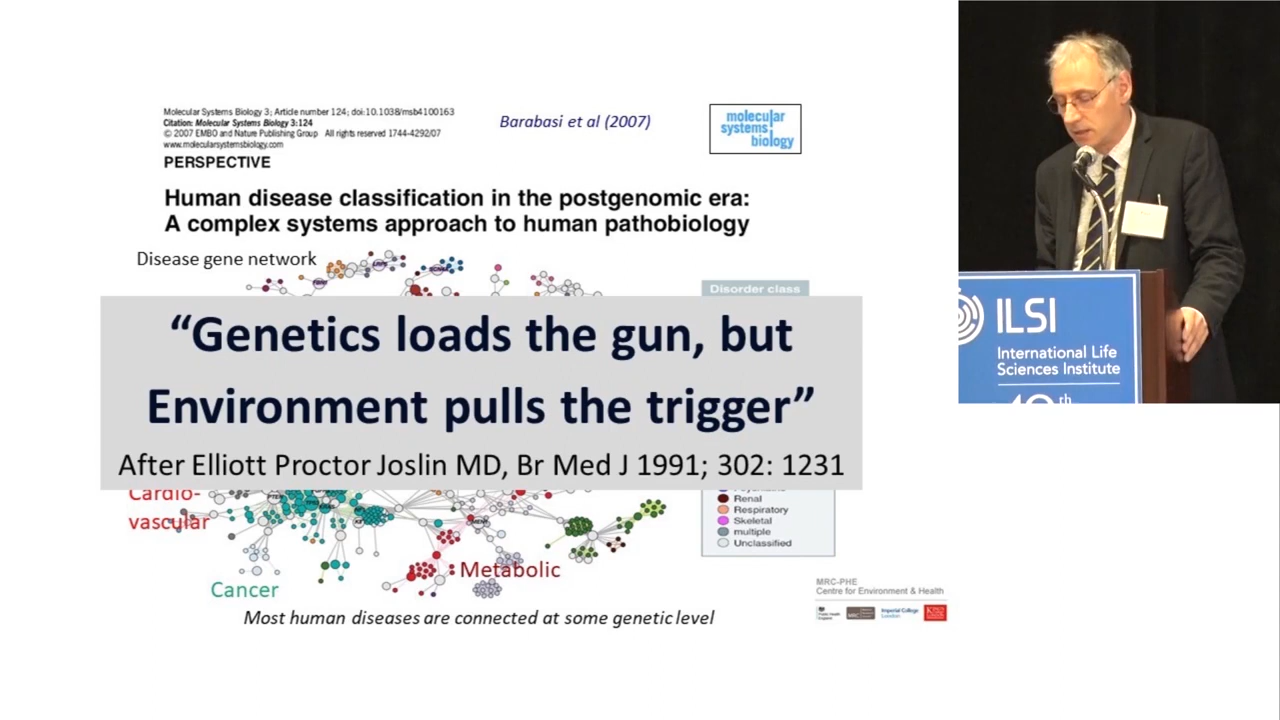 Molecular Systems Biology 3; Article number 124; doi:10.1038/msb4100163
Citation: Molecular Systems Biology 3:124
© 2007 EMBO and Nature Publishing Group All rights reserved 1744-4292/07
www.molecularsystemsbiology.com
PERSPECTIVE
Barabasi et al (2007)
molecular
systems
biology
Human disease classification in the postgenomic era:
A complex systems approach to human pathobiology
Disease gene network
Disorder class
“Genetics loads the gun, but
Environment pulls the trigger”
After Elliott Proctor Joslin MD, Br Med J 1991; 302: 1231
Cardio-
vascular
Cancer
Metabolic
Renal
Respiratory
Skeletal
multiple
Unclassified
Most human diseases are connected at some genetic level
MRC-PHE
Centre for Environment & Health
Imperial College
London
ILSI
International Life
Sciences Institute